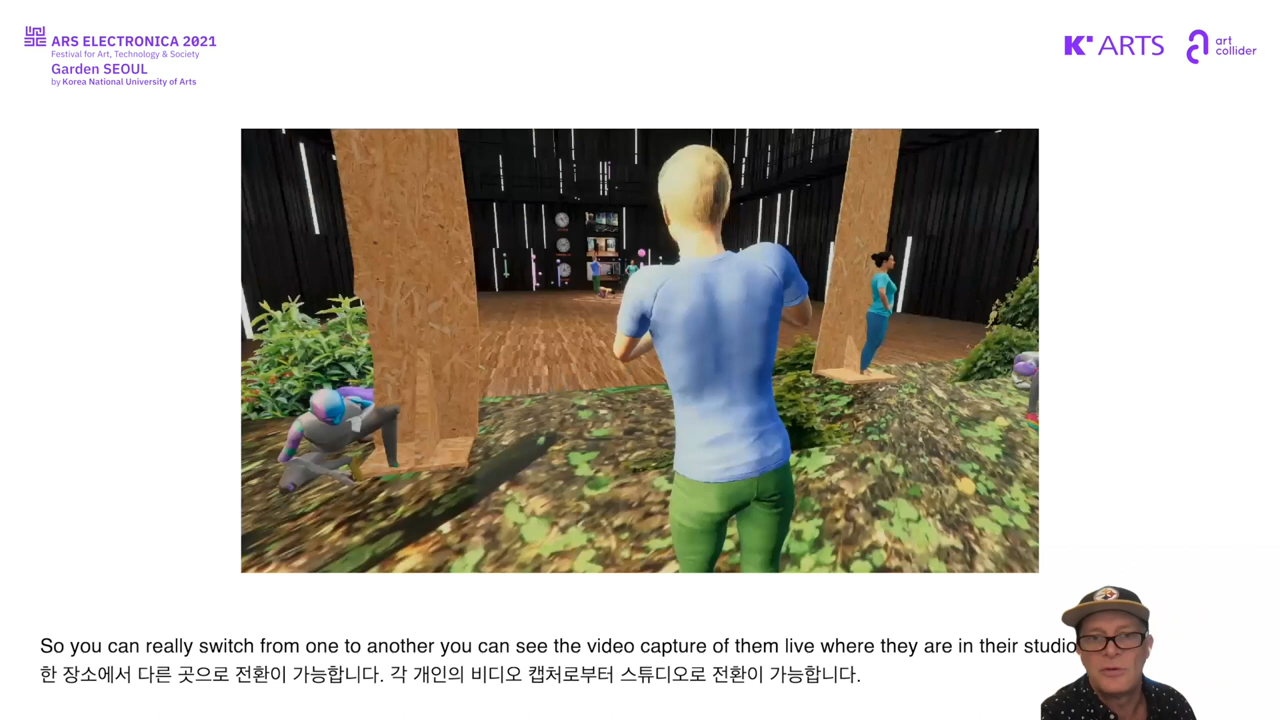 ARS ELECTRONICA 2021
Festival for Art, Technology & Society
Garden SEOUL
by Korea National University of Arts
K' ARTS
art
collider
So you can really switch from one to another you can see the video capture of them live where they are in their studio
한 장소에서 다른 곳으로 전환이 가능합니다. 각 개인의 비디오 캡처로부터 스튜디오로 전환이 가능합니다.